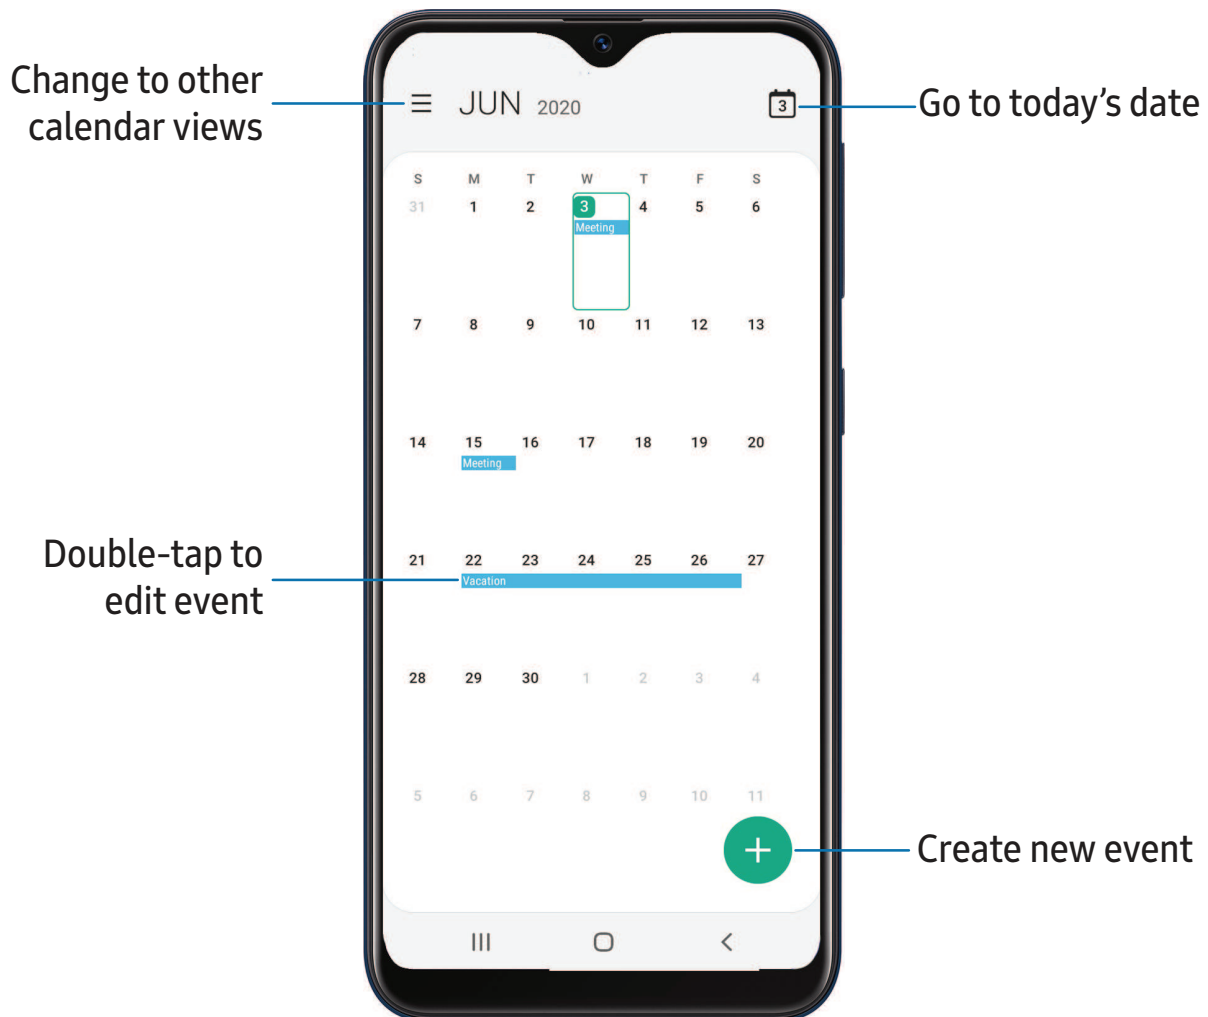 Change to other
calendar views
JUN 2020
3
Go to today’s date
S M T W T F S
31 1 2 3 4 5 6
Meeting
7 8 9 10 11 12 13
14 15 16 17 18 19 20
Meeting
Double-tap to
edit event
21 22 23 24 25 26 27
Vacation
28 29 30 1 2 3 4
5 6 7 8 9 10 11
Create new event